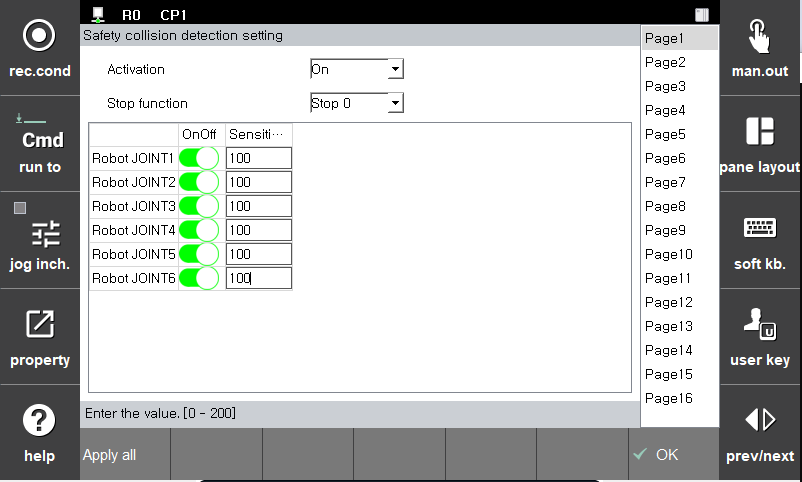 R0 CP1
Safety collision detection setting
Activation On
Stop function Stop 0
OnOff Sensiti···
Robot JOINT1 100
Robot JOINT2 100
Robot JOINT3 100
Robot JOINT4 100
Robot JOINT5 100
Robot JOINT6 100
Enter the value. [0 - 200]
Apply all
OK
Page1
Page2
Page3
Page4
Page5
Page6
Page7
Page8
Page9
Page10
Page11
Page12
Page13
Page14
Page15
Page16
rec.cond
Cmd
run to
jog inch.
property
?
help
man.out
pane layout
soft kb.
U
user key
prev/next